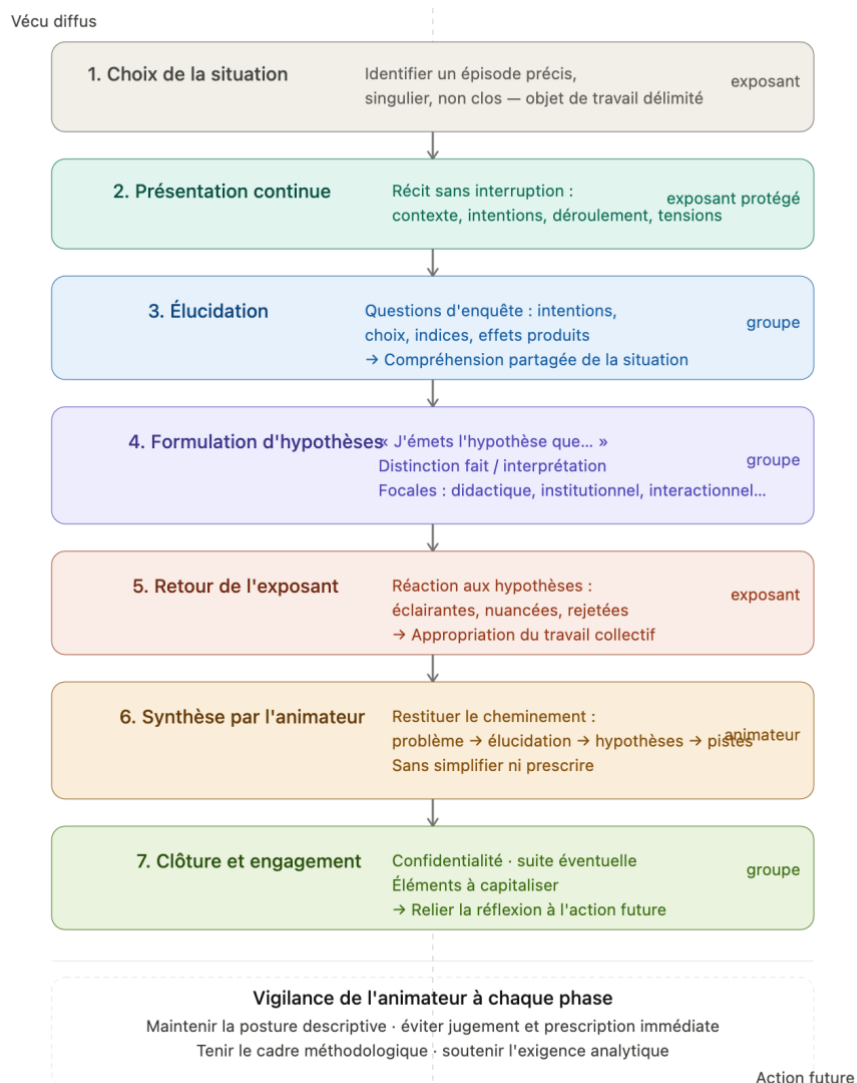 Vécu diffus
1. Choix de la situation
Identifier un épisode précis,
singulier, non clos — objet de travail délimité
exposant
2. Présentation continue
Récit sans interruption :
contexte, intentions, déroulement, tensions
exposant protégé
3. Élucidation
Questions d'enquête : intentions,
choix, indices, effets produits
→ Compréhension partagée de la situation
groupe
4. Formulation d'hypothèses
« J'émets l'hypothèse que... »
Distinction fait / interprétation
Focales : didactique, institutionnel, interactionnel...
groupe
5. Retour de l'exposant
Réaction aux hypothèses :
éclairantes, nuancées, rejetées
→ Appropriation du travail collectif
exposant
6. Synthèse par l'animateur
Restituer le cheminement :
problème → élucidation → hypothèses → pistes
Sans simplifier ni prescrire
animateur
7. Clôture et engagement
Confidentialité · suite éventuelle
Éléments à capitaliser
→ Relier la réflexion à l'action future
groupe
Vigilance de l'animateur à chaque phase
Maintenir la posture descriptive · éviter jugement et prescription immédiate
Tenir le cadre méthodologique · soutenir l'exigence analytique
Action future